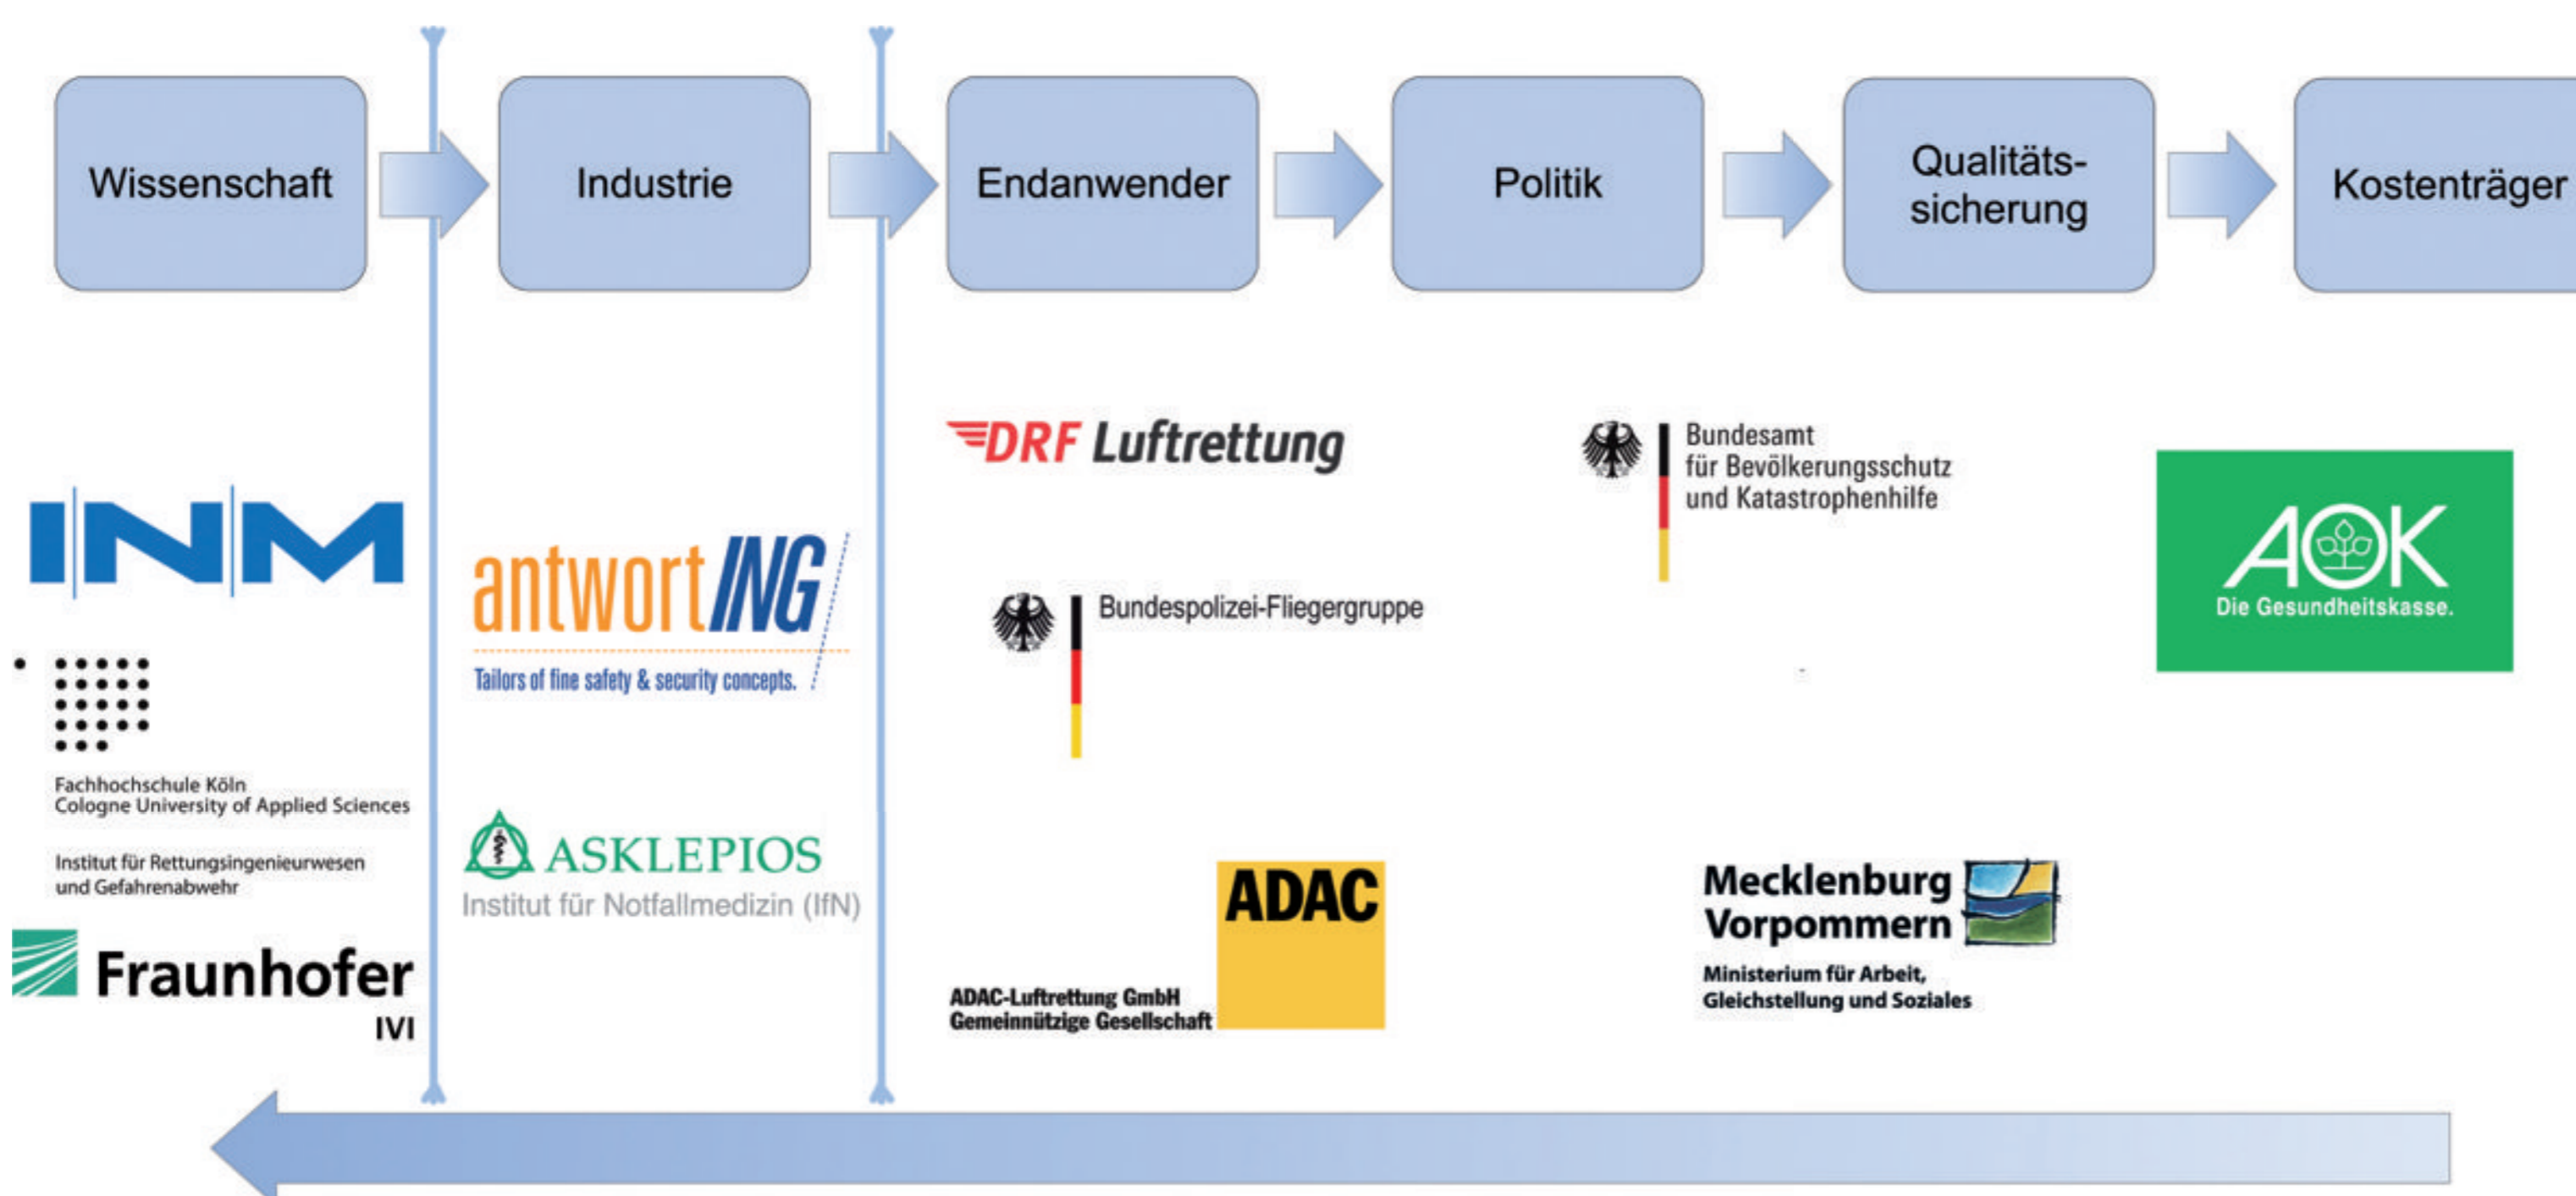 Wissenschaft
Industrie
Endanwender
Politik
Qualitäts-
sicherung
Kostenträger
INM
Fachhochschule Köln
Cologne University of Applied Sciences
Institut für Rettungsingenieurwesen
und Gefahrenabwehr
Fraunhofer
IVI
antwortING
Tailors of fine safety & security concepts.
ASKLEPIOS
Institut für Notfallmedizin (IfN)
DRF Luftrettung
Bundespolizei-Fliegergruppe
ADAC
ADAC-Luftrettung GmbH
Gemeinnützige Gesellschaft
Bundesamt
für Bevölkerungsschutz
und Katastrophenhilfe
Mecklenburg
Vorpommern
Ministerium für Arbeit,
Gleichstellung und Soziales
AOK
Die Gesundheitskasse.